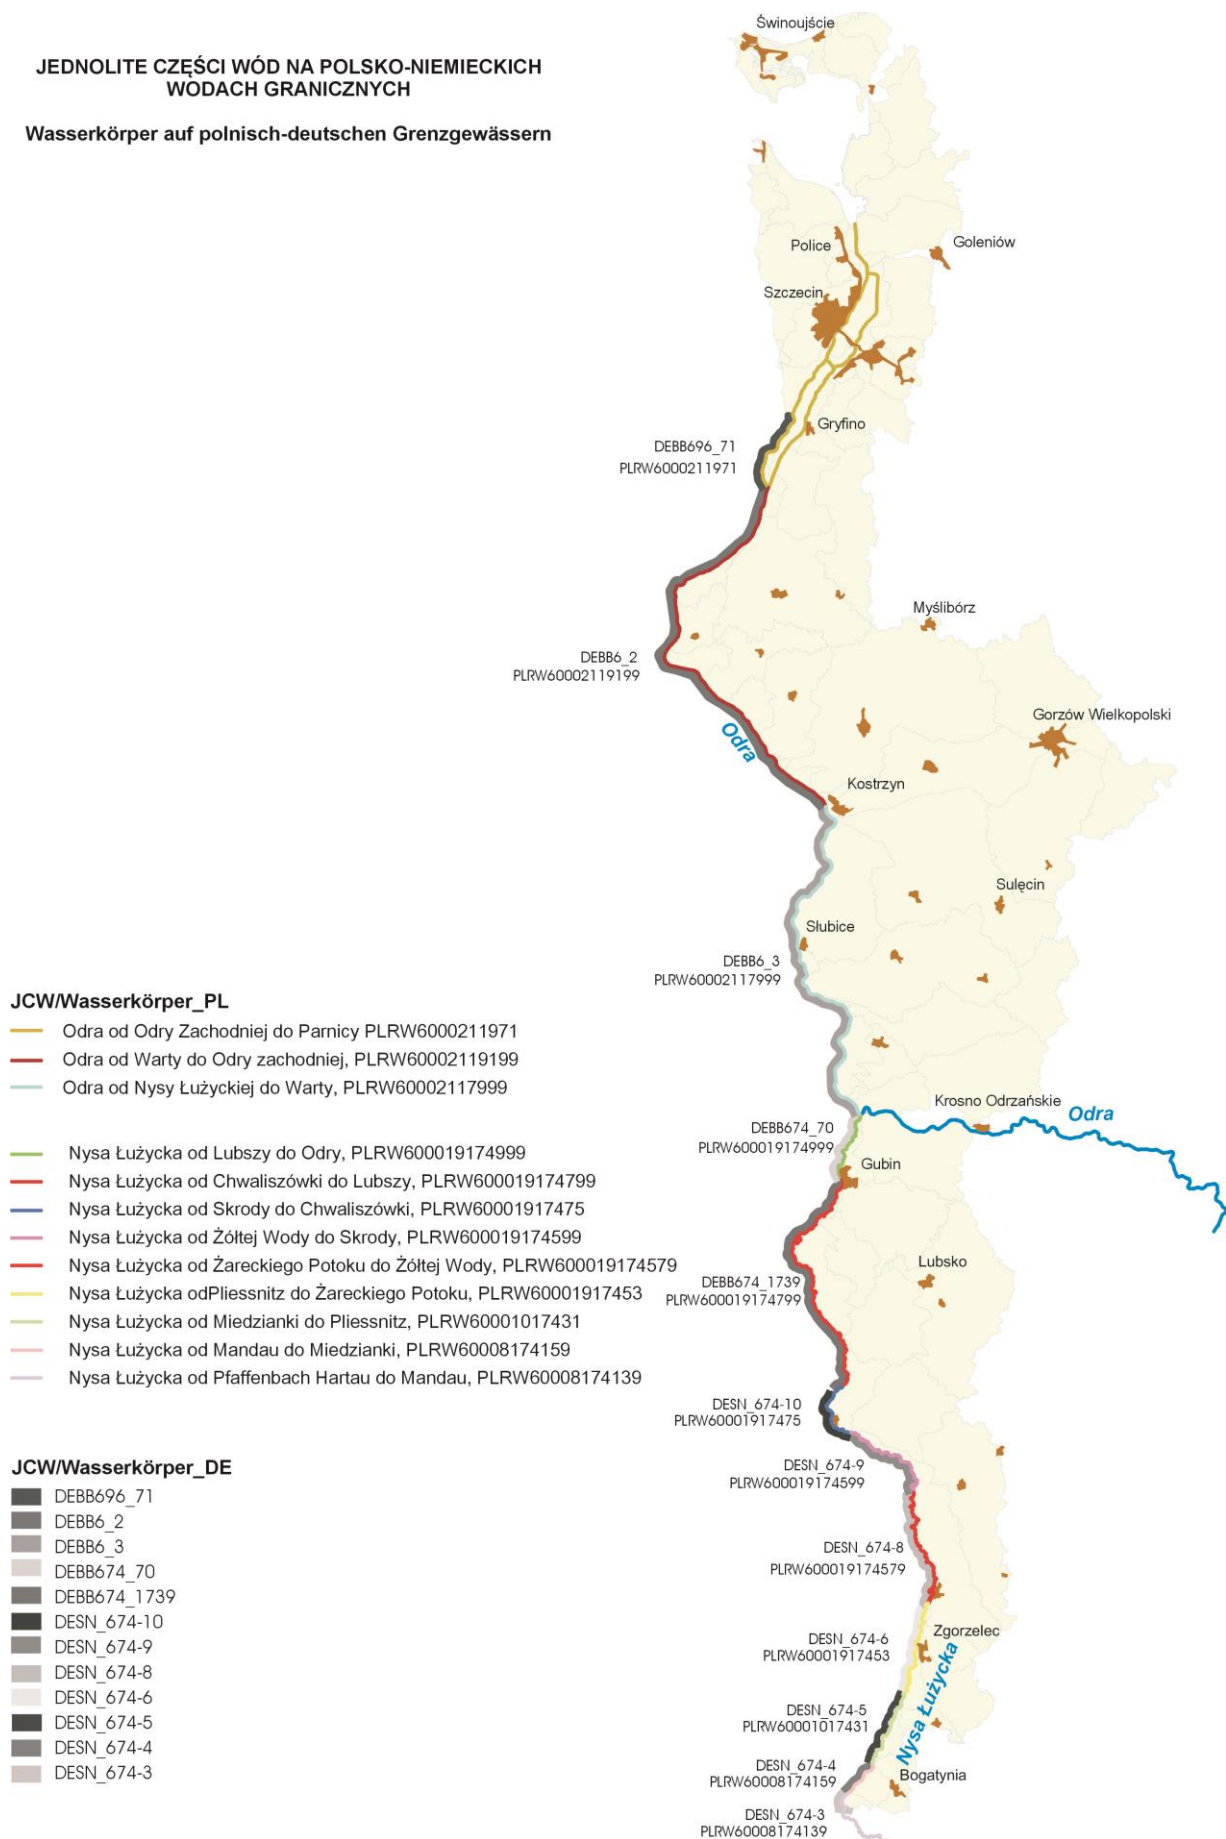 JEDNOLITE CZĘŚCI WÓD NA POLSKO-NIEMIECKICH
WODACH GRANICZNYCH
Wasserkörper auf polnisch-deutschen Grenzgewässern
Świnoujście
Police
Goleniów
Szczecin
Gryfino
DEBB696_71
PLRW6000211971
Myślibórz
DEBB6_2
PLRW60002119199
Gorzów Wielkopolski
Odra
Kostrzyn
Sulęcin
Słubice
DEBB6_3
PLRW60002117999
Krosno Odrzańskie
Odra
DEBB674_70
PLRW600019174999
Gubin
Lubsko
DEBB674_1739
PLRW600019174799
DESN_674-10
PLRW60001917475
DESN_674-9
PLRW600019174599
DESN_674-8
PLRW600019174579
Zgorzelec
DESN_674-6
PLRW60001917453
Nysa Łużycka
DESN_674-5
PLRW60001017431
DESN_674-4
PLRW60008174159
Bogatynia
DESN_674-3
PLRW60008174139
JCW/Wasserkörper_PL
Odra od Odry Zachodniej do Parnicy PLRW6000211971
Odra od Warty do Odry zachodniej, PLRW60002119199
Odra od Nysy Łużyckiej do Warty, PLRW60002117999
Nysa Łużycka od Lubszy do Odry, PLRW600019174999
Nysa Łużycka od Chwaliszówki do Lubszy, PLRW600019174799
Nysa Łużycka od Skrody do Chwaliszówki, PLRW60001917475
Nysa Łużycka od Żółtej Wody do Skrody, PLRW600019174599
Nysa Łużycka od Żareckiego Potoku do Żółtej Wody, PLRW600019174579
Nysa Łużycka odPliessnitz do Żareckiego Potoku, PLRW60001917453
Nysa Łużycka od Miedzianki do Pliessnitz, PLRW60001017431
Nysa Łużycka od Mandau do Miedzianki, PLRW60008174159
Nysa Łużycka od Pfaffenbach Hartau do Mandau, PLRW60008174139
JCW/Wasserkörper_DE
DEBB696_71
DEBB6_2
DEBB6_3
DEBB674_70
DEBB674_1739
DESN_674-10
DESN_674-9
DESN_674-8
DESN_674-6
DESN_674-5
DESN_674-4
DESN_674-3